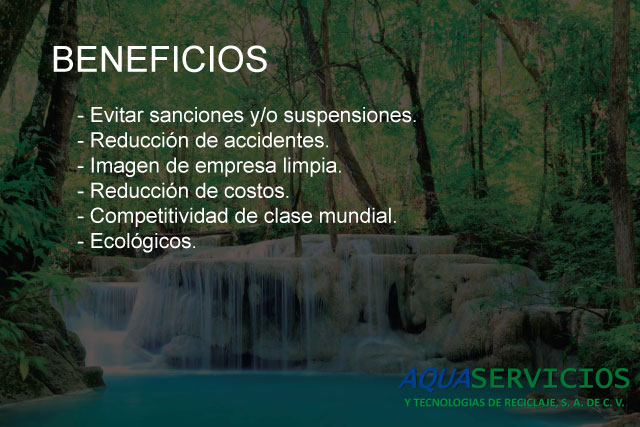 BENEFICIOS
- Evitar sanciones y/o suspensiones.
- Reducción de accidentes.
- Imagen de empresa limpia.
- Reducción de costos.
- Competitividad de clase mundial.
- Ecológicos.
AQUASERVICIOS
Y TECNOLOGIAS DE RECICLAJE, S. A. DE C. V.